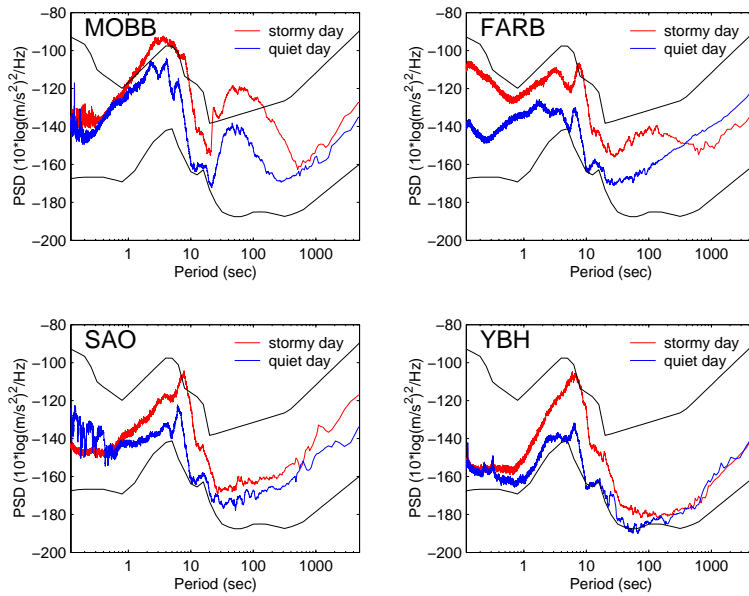 MOBB
stormy day
quiet day
−80
−100
−120
−140
−160
−180
−200
PSD (10*log(m/s²)²/Hz)
1 10 100 1000
Period (sec)
FARB
stormy day
quiet day
−80
−100
−120
−140
−160
−180
−200
PSD (10*log(m/s²)²/Hz)
1 10 100 1000
Period (sec)
SAO
stormy day
quiet day
−80
−100
−120
−140
−160
−180
−200
PSD (10*log(m/s²)²/Hz)
1 10 100 1000
Period (sec)
YBH
stormy day
quiet day
−80
−100
−120
−140
−160
−180
−200
PSD (10*log(m/s²)²/Hz)
1 10 100 1000
Period (sec)